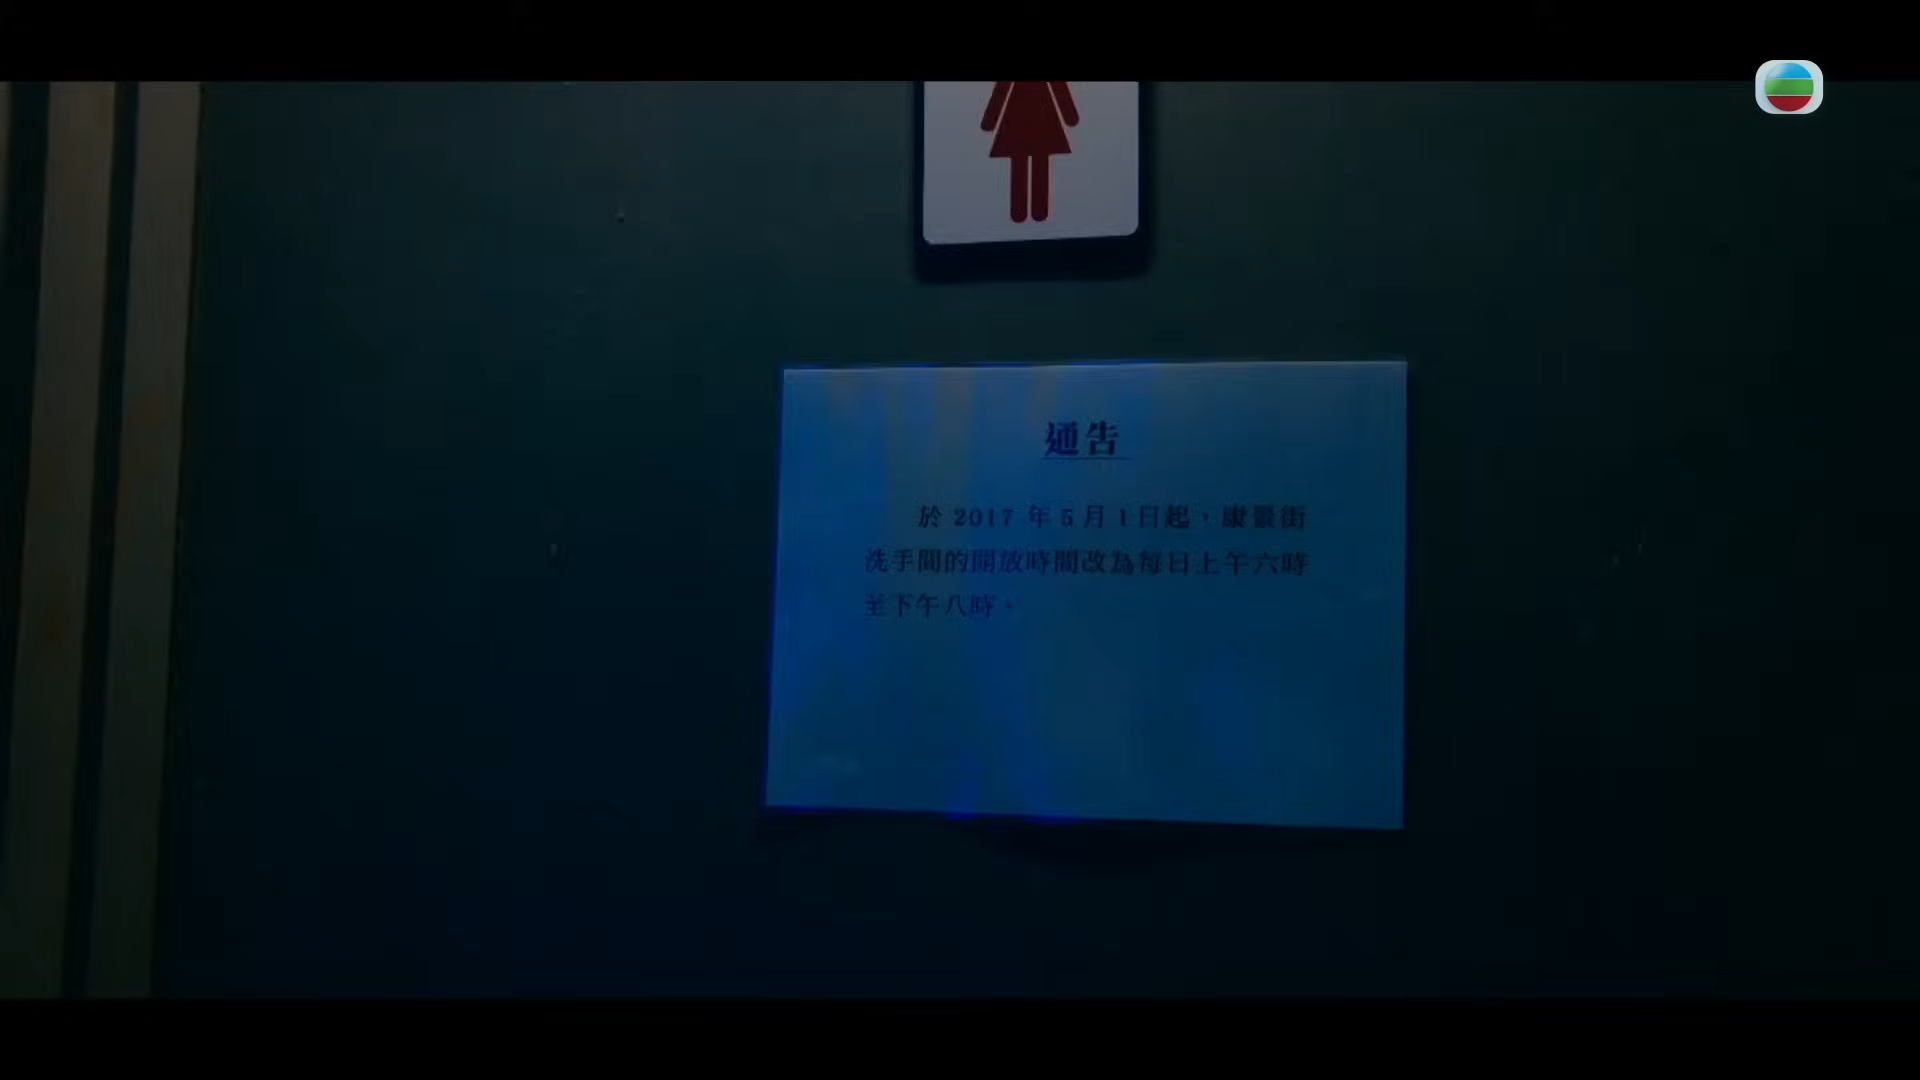 通告
於 2017 年 5 月 1 日起，康景街
洗手間的開放時間改為每日上午六時
至下午八時。